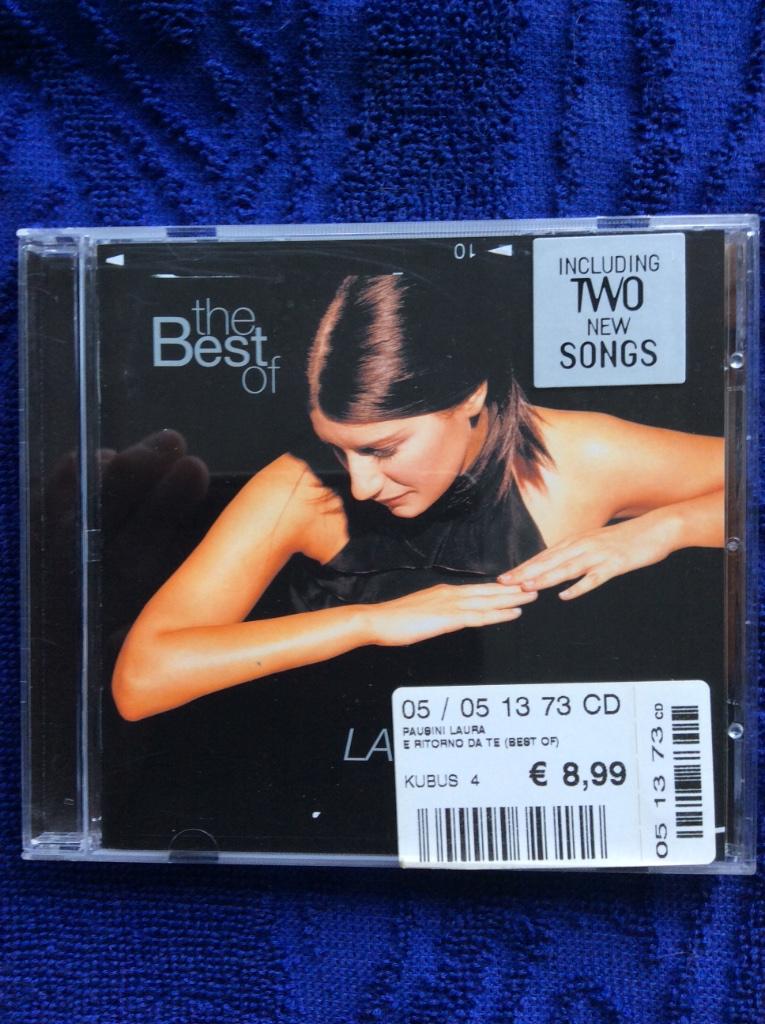 01
INCLUDING
TWO
NEW
SONGS
the
Best
of
LA
05 / 05 13 73 CD
PAUSINI LAURA
E RITORNO DA TE (BEST OF)
KUBUS 4 € 8,99
05 13 73 CD